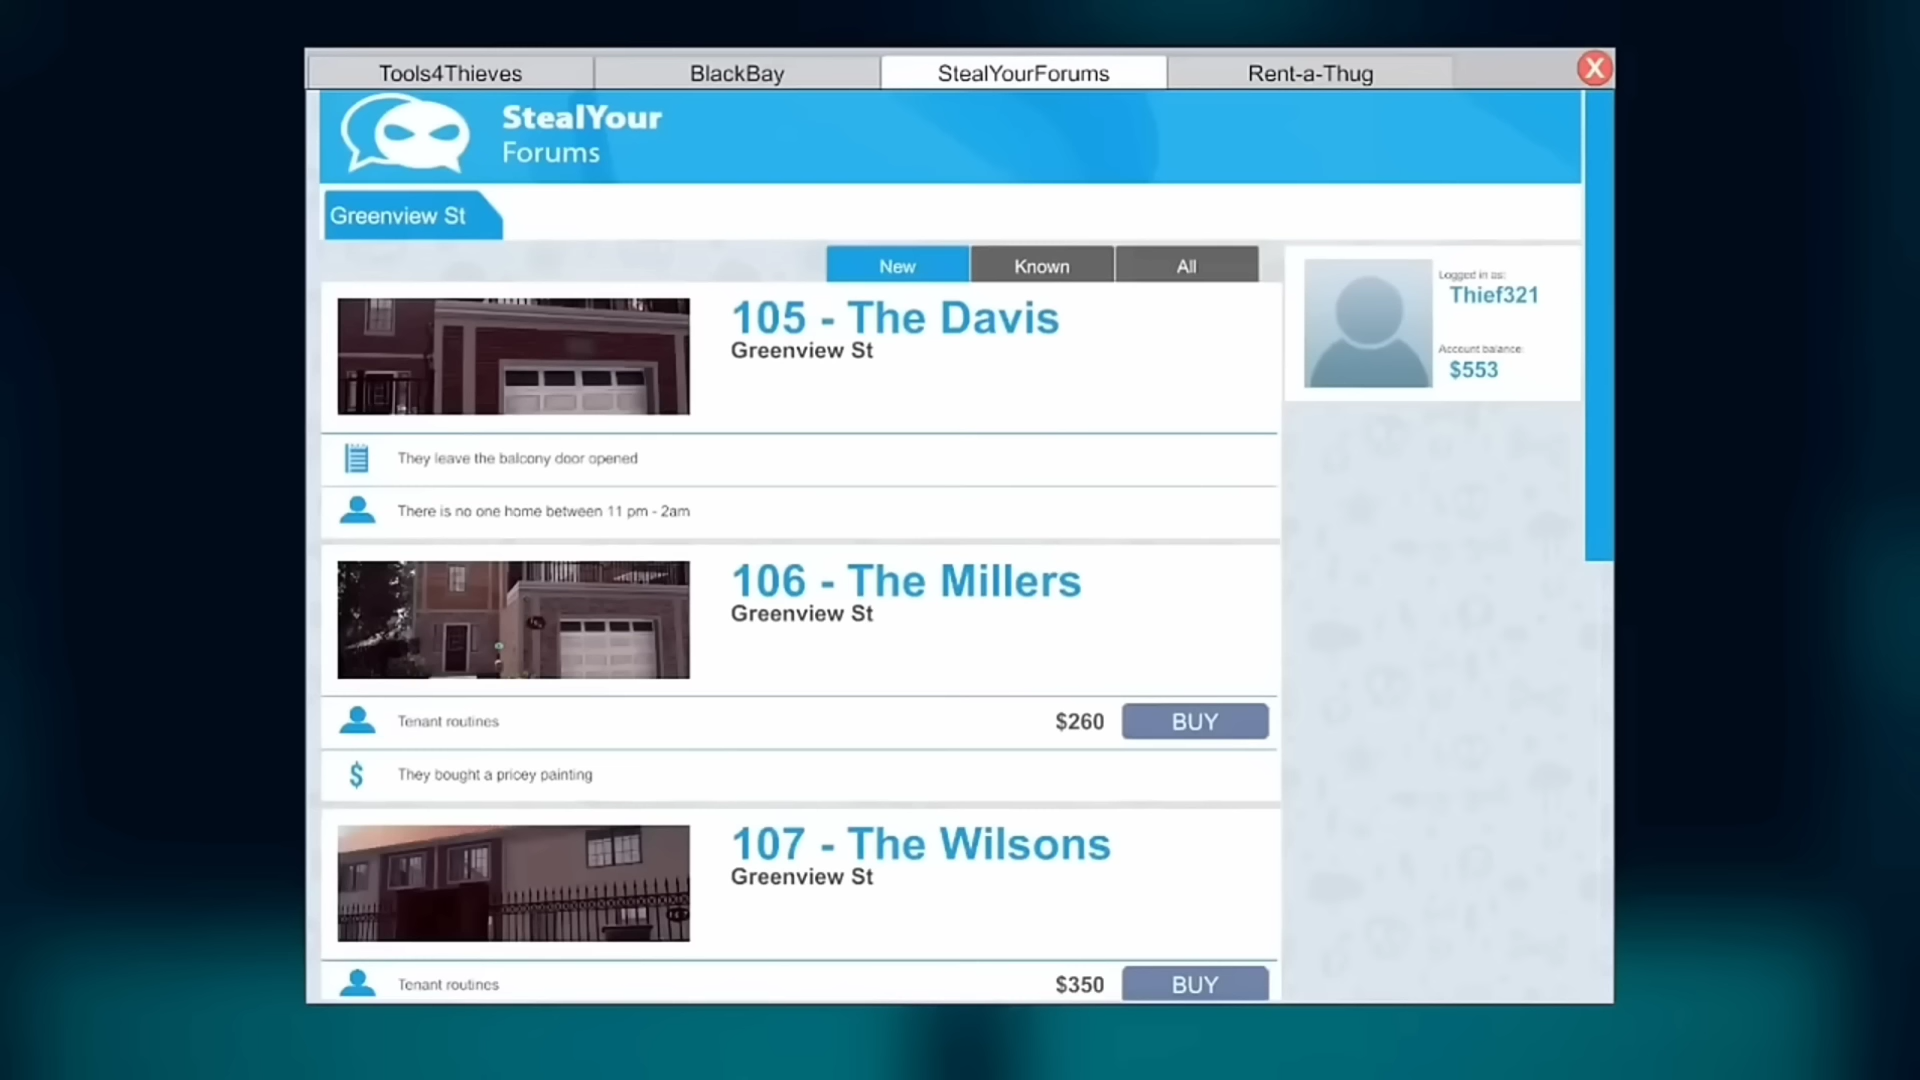 Tools4Thieves
BlackBay
StealYourForums
Rent-a-Thug
X
StealYour
Forums
Greenview St
New
Known
All
Logged in as:
Thief321
Account balance:
$553
105 - The Davis
Greenview St
They leave the balcony door opened
There is no one home between 11 pm - 2am
106 - The Millers
Greenview St
Tenant routines
$260
BUY
$
They bought a pricey painting
107 - The Wilsons
Greenview St
Tenant routines
$350
BUY